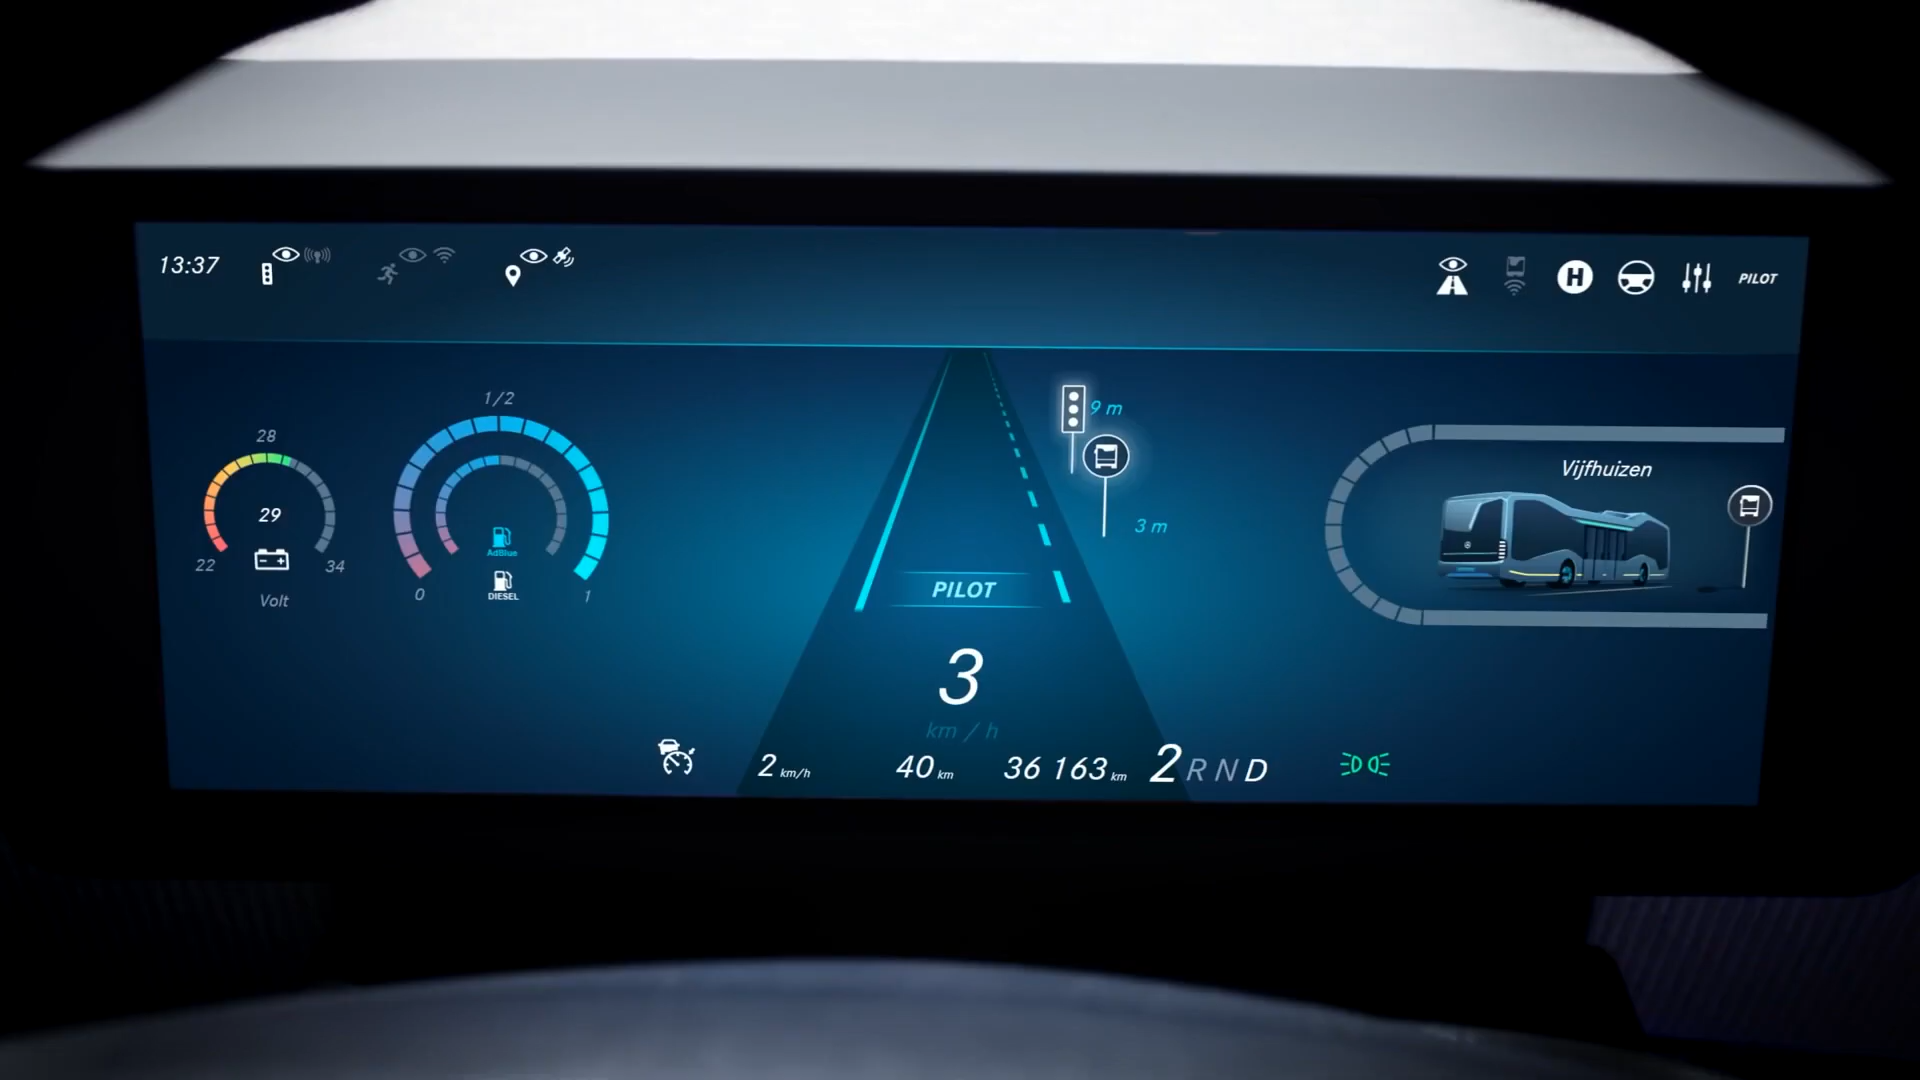 13:37
H
PILOT
1/2
9 m
28
Vijfhuizen
29
3 m
AdBlue
22
34
DIESEL
0
1
PILOT
Volt
3
km / h
2 km/h
40 km
36 163 km
2 R N D